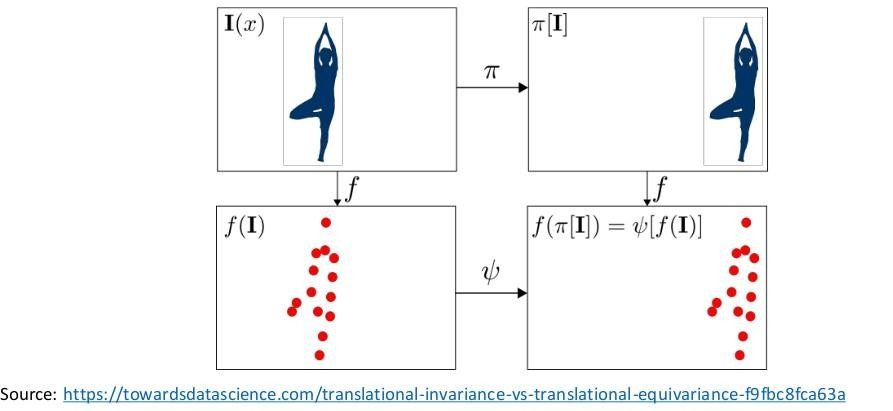 I(x)
π[I]
π
f
f
f(I)
f(π[I]) = ψ[f(I)]
ψ
Source: https://towardsdatascience.com/translational-invariance-vs-translational-equivariance-f9fbc8fca63a